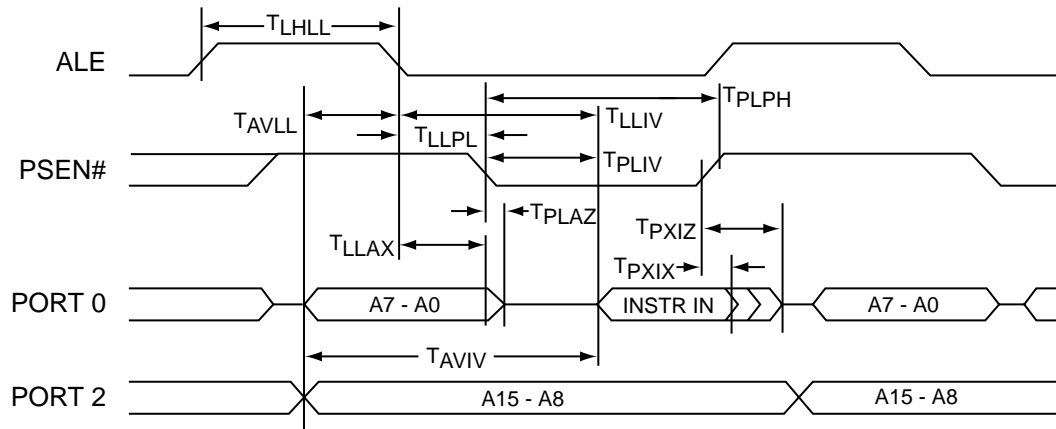 TLHLL
ALE
TPLPH
TAVLL
TLLIV
TLLPL
PSEN#
TPLIV
TPLAZ
TLLAX
TPXIZ
TPXIX
PORT 0
A7 - A0
INSTR IN
A7 - A0
TAVIV
PORT 2
A15 - A8
A15 - A8